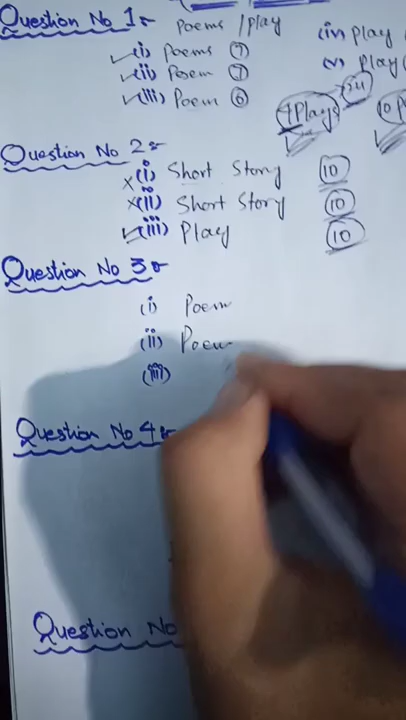 Question No 1:- Poems / play
(i) Poems (7)
(ii) Poem (7)
(iii) Poem (6)
(iv) play
(v) play
4 Plays
Question No 2:-
x (i) Short Story (10)
x (ii) Short Story (10)
(iii) Play (10)
Question No 3:-
(i) Poem
(ii) Poem
(iii)
Question No 4:-
Question No